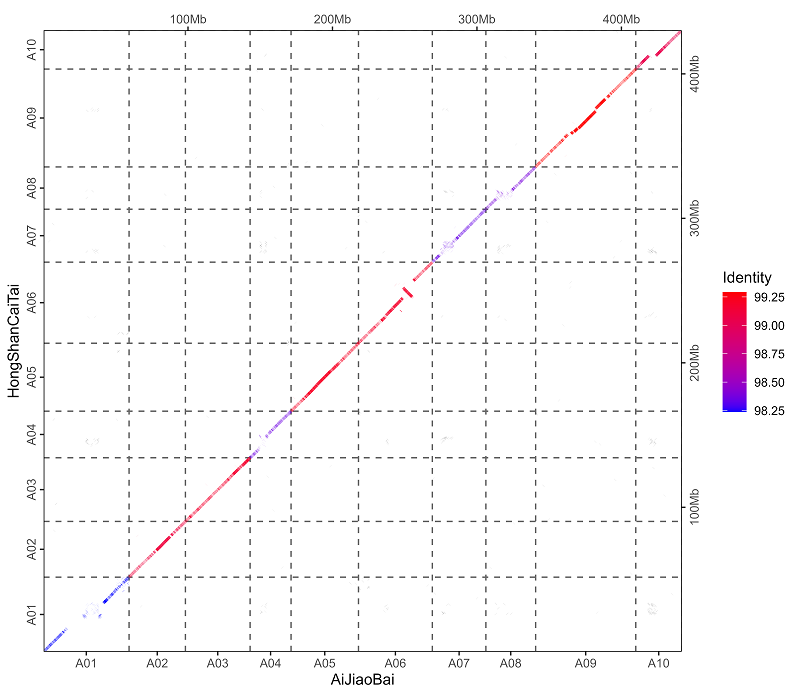 100Mb 200Mb 300Mb 400Mb
A10
A09
A08
A07
A06
A05
A04
A03
A02
A01
HongShanCaiTai
400Mb
300Mb
200Mb
100Mb
Identity
99.25
99.00
98.75
98.50
98.25
A01 A02 A03 A04 A05 A06 A07 A08 A09 A10
AiJiaoBai